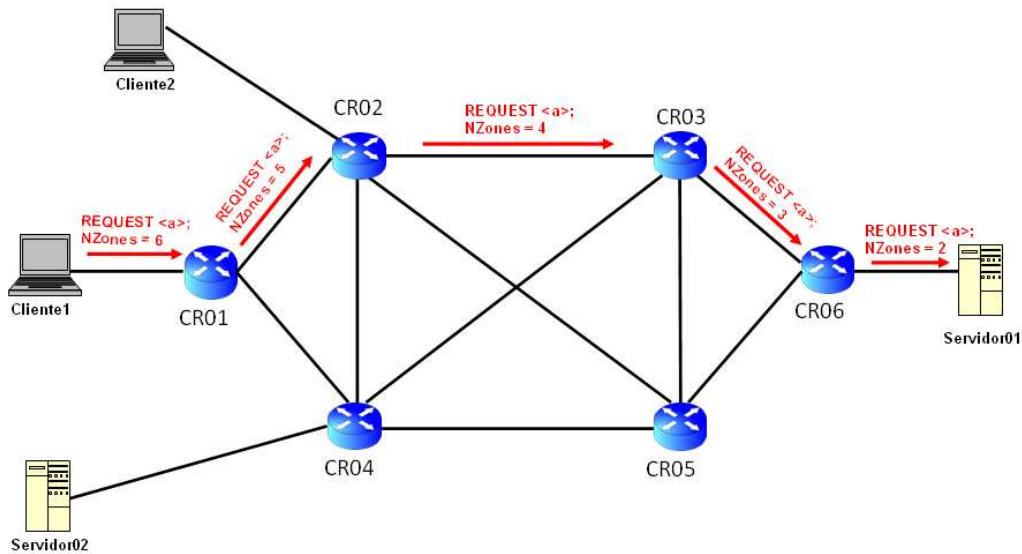 Cliente2
CR02
REQUEST <a>;
NZones = 4
CR03
REQUEST <a>;
NZones = 5
REQUEST <a>;
NZones = 3
REQUEST <a>;
NZones = 6
REQUEST <a>;
NZones = 2
Cliente1
CR01
CR06
Servidor01
CR04
CR05
Servidor02